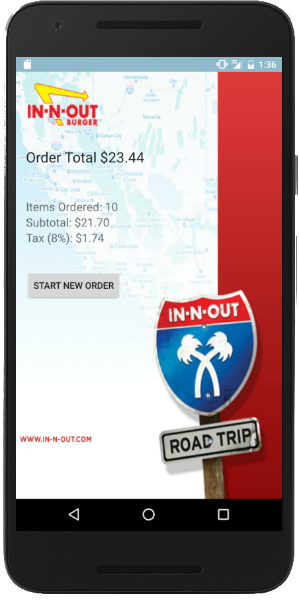 1:36
IN-N-OUT
BURGER
Order Total $23.44
Items Ordered: 10
Subtotal: $21.70
Tax (8%): $1.74
START NEW ORDER
IN-N-OUT
ROAD TRIP
WWW.IN-N-OUT.COM